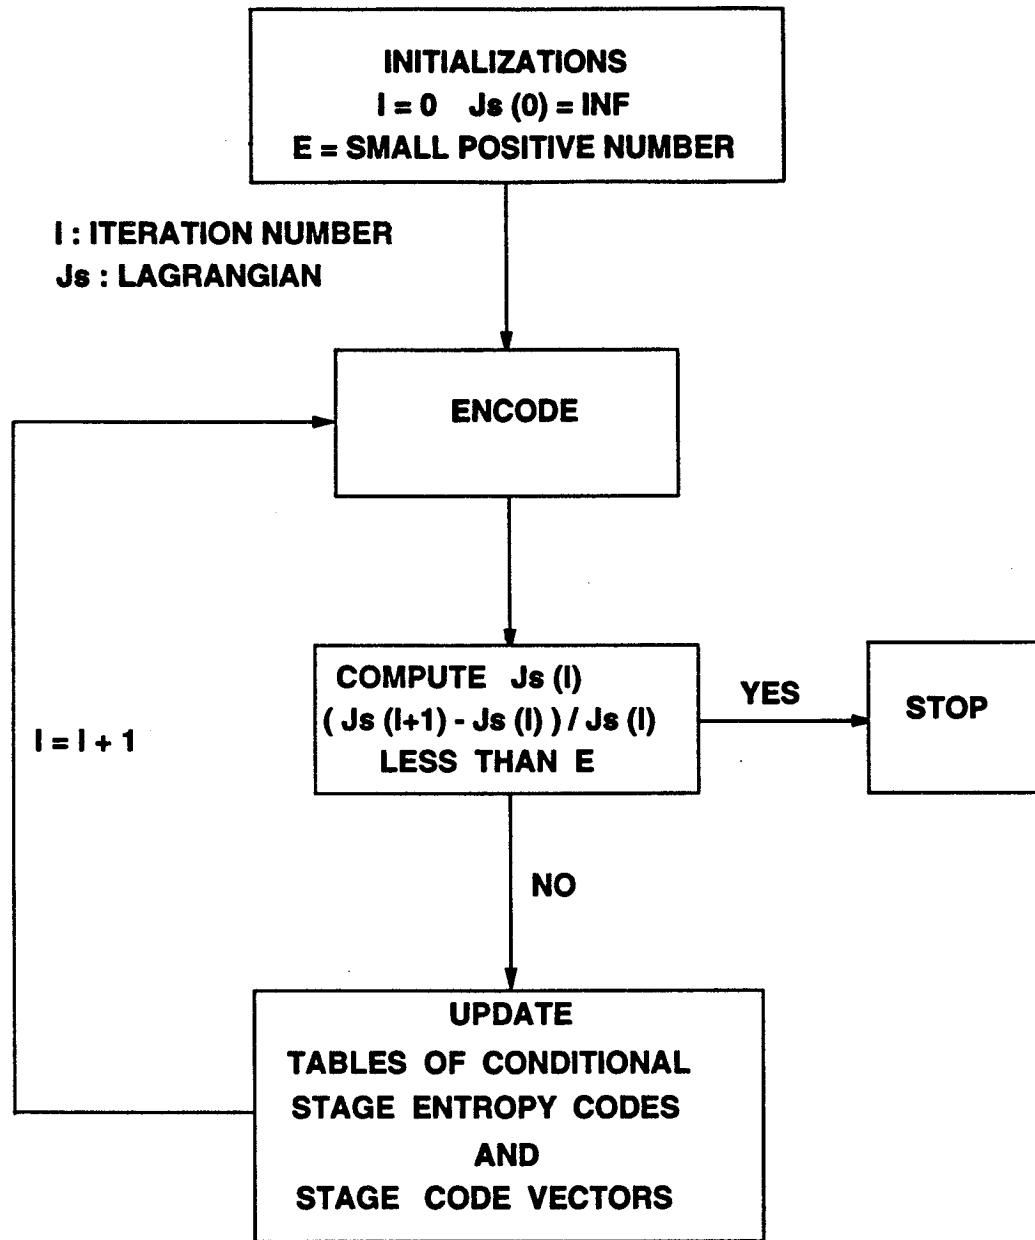 INITIALIZATIONS
I = 0 Js (0) = INF
E = SMALL POSITIVE NUMBER
I : ITERATION NUMBER
Js : LAGRANGIAN
ENCODE
COMPUTE Js (I)
( Js (I+1) - Js (I) ) / Js (I)
LESS THAN E
YES
STOP
I = I + 1
NO
UPDATE
TABLES OF CONDITIONAL
STAGE ENTROPY CODES
AND
STAGE CODE VECTORS